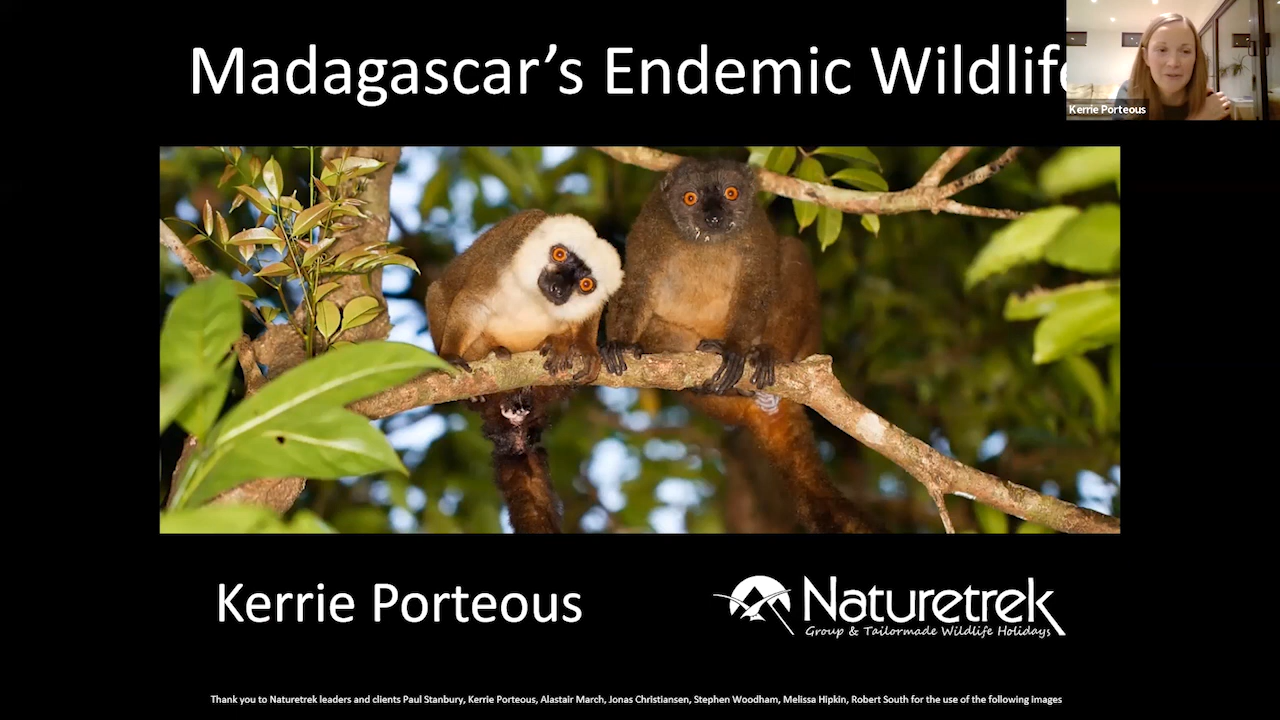 Madagascar's Endemic Wildlife
Kerrie Porteous
Kerrie Porteous
Naturetrek
Group & Tailormade Wildlife Holidays
Thank you to Naturetrek leaders and clients Paul Stanbury, Kerrie Porteous, Alastair March, Jonas Christiansen, Stephen Woodham, Melissa Hipkin, Robert South for the use of the following images